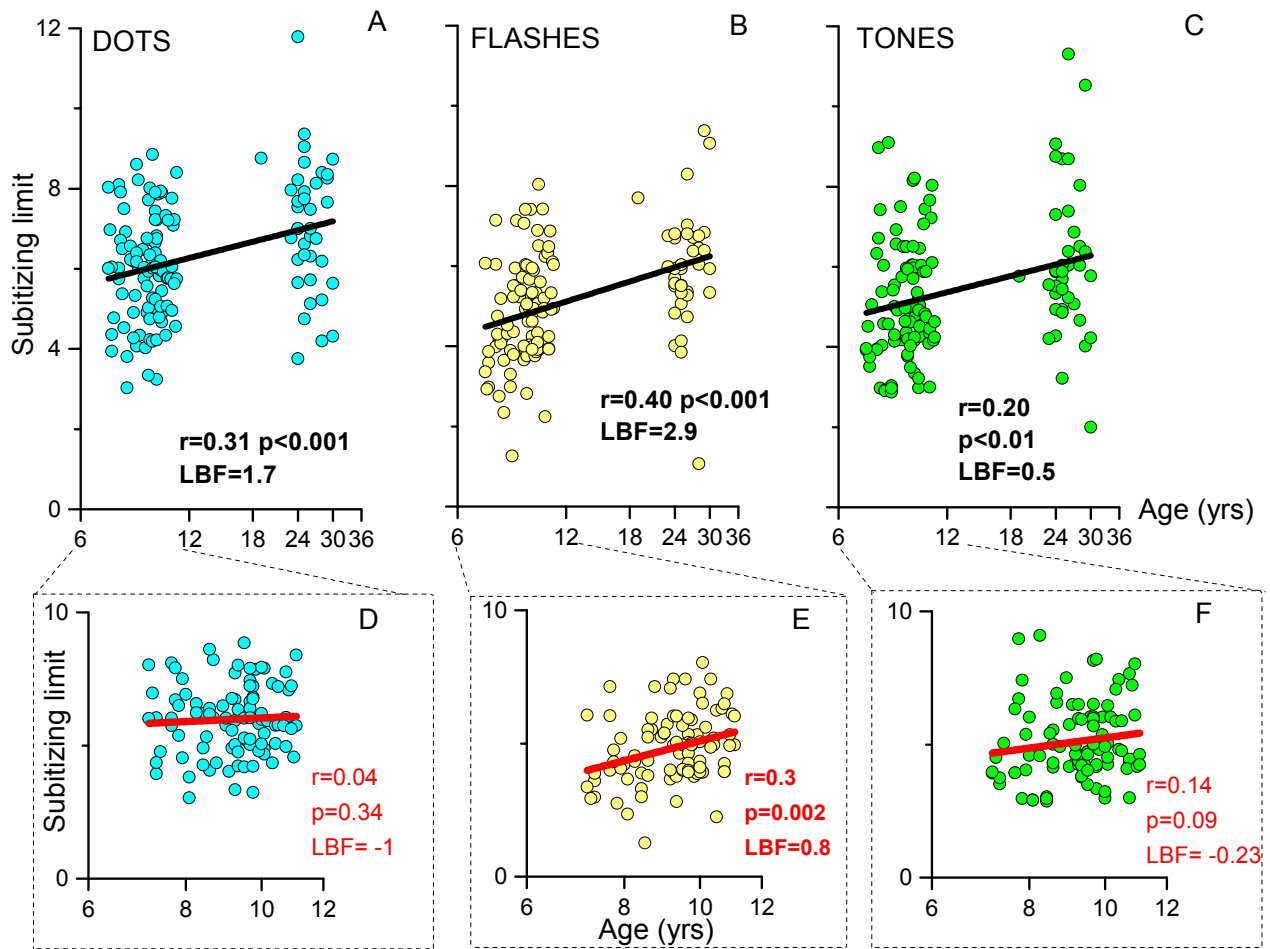 DOTS
A
12
8
4
0
Subitizing limit
r=0.31 p<0.001
LBF=1.7
6 12 18 24 30 36
FLASHES
B
r=0.40 p<0.001
LBF=2.9
6 12 18 24 30 36
TONES
C
r=0.20
p<0.01
LBF=0.5
6 12 18 24 30 36
Age (yrs)
D
10
0
Subitizing limit
r=0.04
p=0.34
LBF= -1
6 8 10 12
E
10
0
r=0.3
p=0.002
LBF=0.8
6 8 10 12
Age (yrs)
F
10
0
r=0.14
p=0.09
LBF= -0.23
6 8 10 12